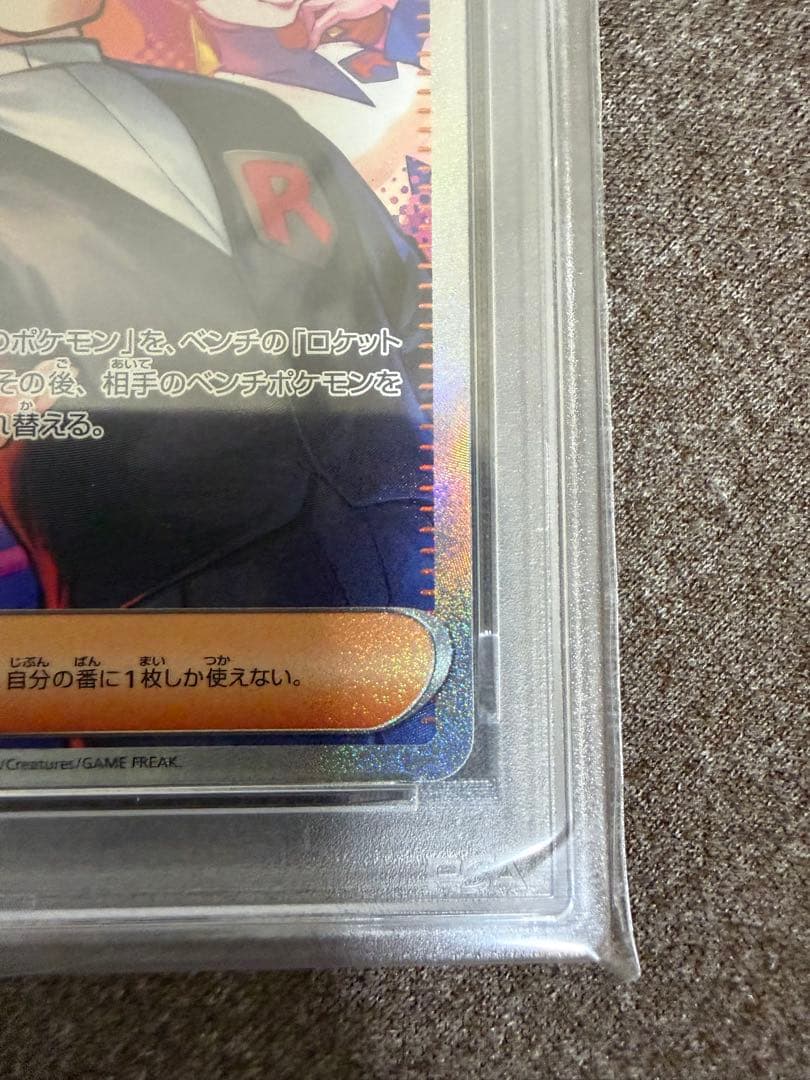 R
のポケモン」を、ベンチの「ロケット
その後、相手のベンチポケモンを
れ替える。
自分の番に1枚しか使えない。
/Creatures/GAME FREAK.
PSA